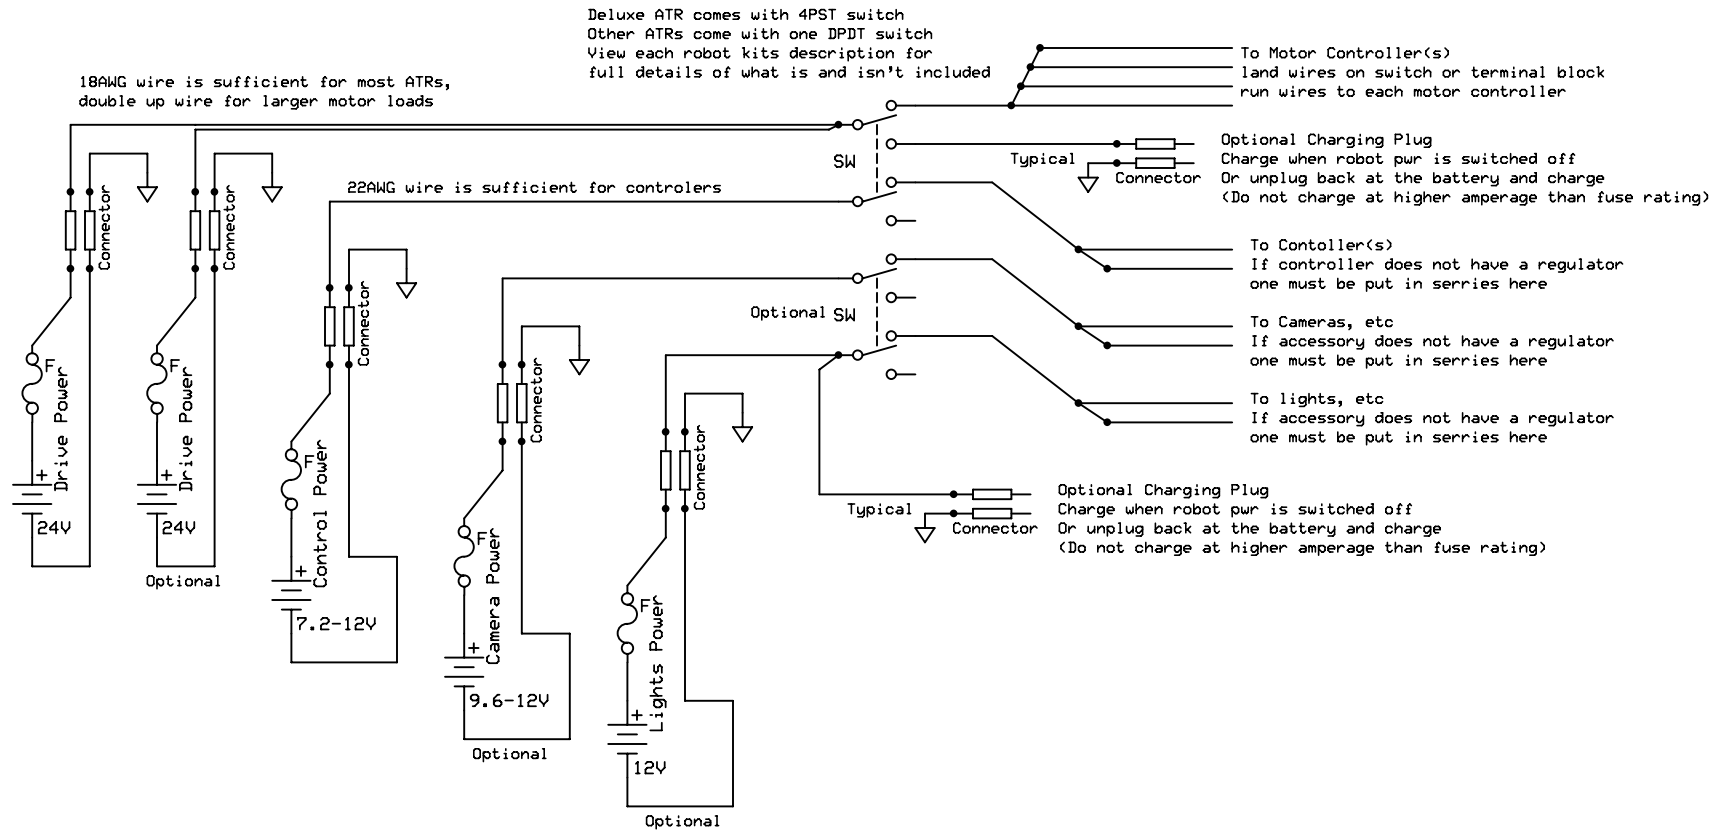 Deluxe ATR comes with 4PST switch
Other ATRs come with one DPDT switch
View each robot kits description for
full details of what is and isn't included
18AWG wire is sufficient for most ATRs,
double up wire for larger motor loads
To Motor Controller(s)
land wires on switch or terminal block
run wires to each motor controller
SW
Typical
Connector
Optional Charging Plug
Charge when robot pwr is switched off
Or unplug back at the battery and charge
(Do not charge at higher amperage than fuse rating)
22AWG wire is sufficient for controlers
Connector
Connector
Connector
Connector
Connector
To Contoller(s)
If controller does not have a regulator
one must be put in serries here
Optional SW
To Cameras, etc
If accessory does not have a regulator
one must be put in serries here
To lights, etc
If accessory does not have a regulator
one must be put in serries here
F
Drive Power
+
24V
F
Drive Power
+
24V
Optional
F
Control Power
+
7.2-12V
F
Camera Power
+
9.6-12V
Optional
F
Lights Power
+
12V
Optional
Typical
Connector
Optional Charging Plug
Charge when robot pwr is switched off
Or unplug back at the battery and charge
(Do not charge at higher amperage than fuse rating)